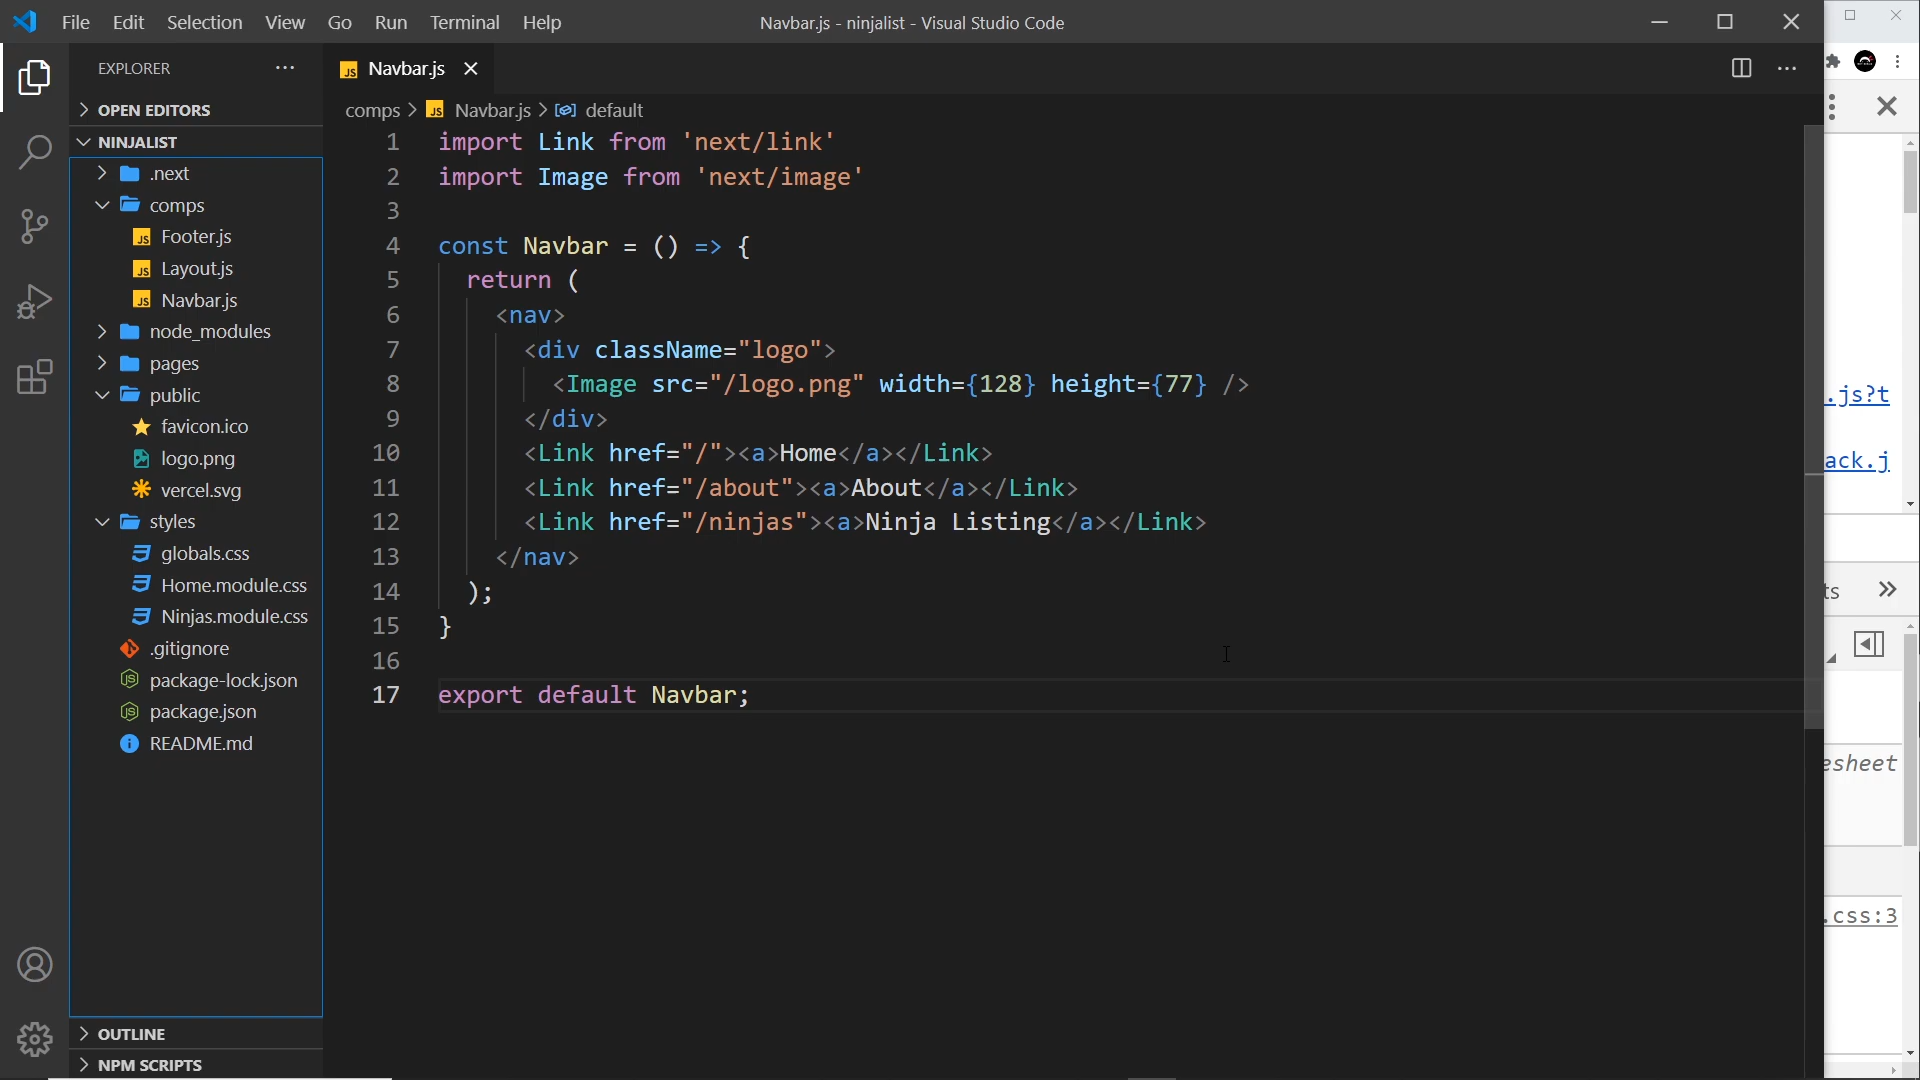 File Edit Selection View Go Run Terminal Help
Navbar.js - ninjalist - Visual Studio Code
EXPLORER
OPEN EDITORS
NINJALIST
.next
comps
Footer.js
Layout.js
Navbar.js
node_modules
pages
public
favicon.ico
logo.png
vercel.svg
styles
globals.css
Home.module.css
Ninjas.module.css
.gitignore
package-lock.json
package.json
README.md
OUTLINE
NPM SCRIPTS
JS Navbar.js
comps > JS Navbar.js > default
1 import Link from 'next/link'
2 import Image from 'next/image'
3
4 const Navbar = () => {
5 return (
6 <nav>
7 <div className="logo">
8 <Image src="/logo.png" width={128} height={77} />
9 </div>
10 <Link href="/"><a>Home</a></Link>
11 <Link href="/about"><a>About</a></Link>
12 <Link href="/ninjas"><a>Ninja Listing</a></Link>
13 </nav>
14 );
15 }
16
17 export default Navbar;
.js?t
ack.j
ts
esheet
.css:3